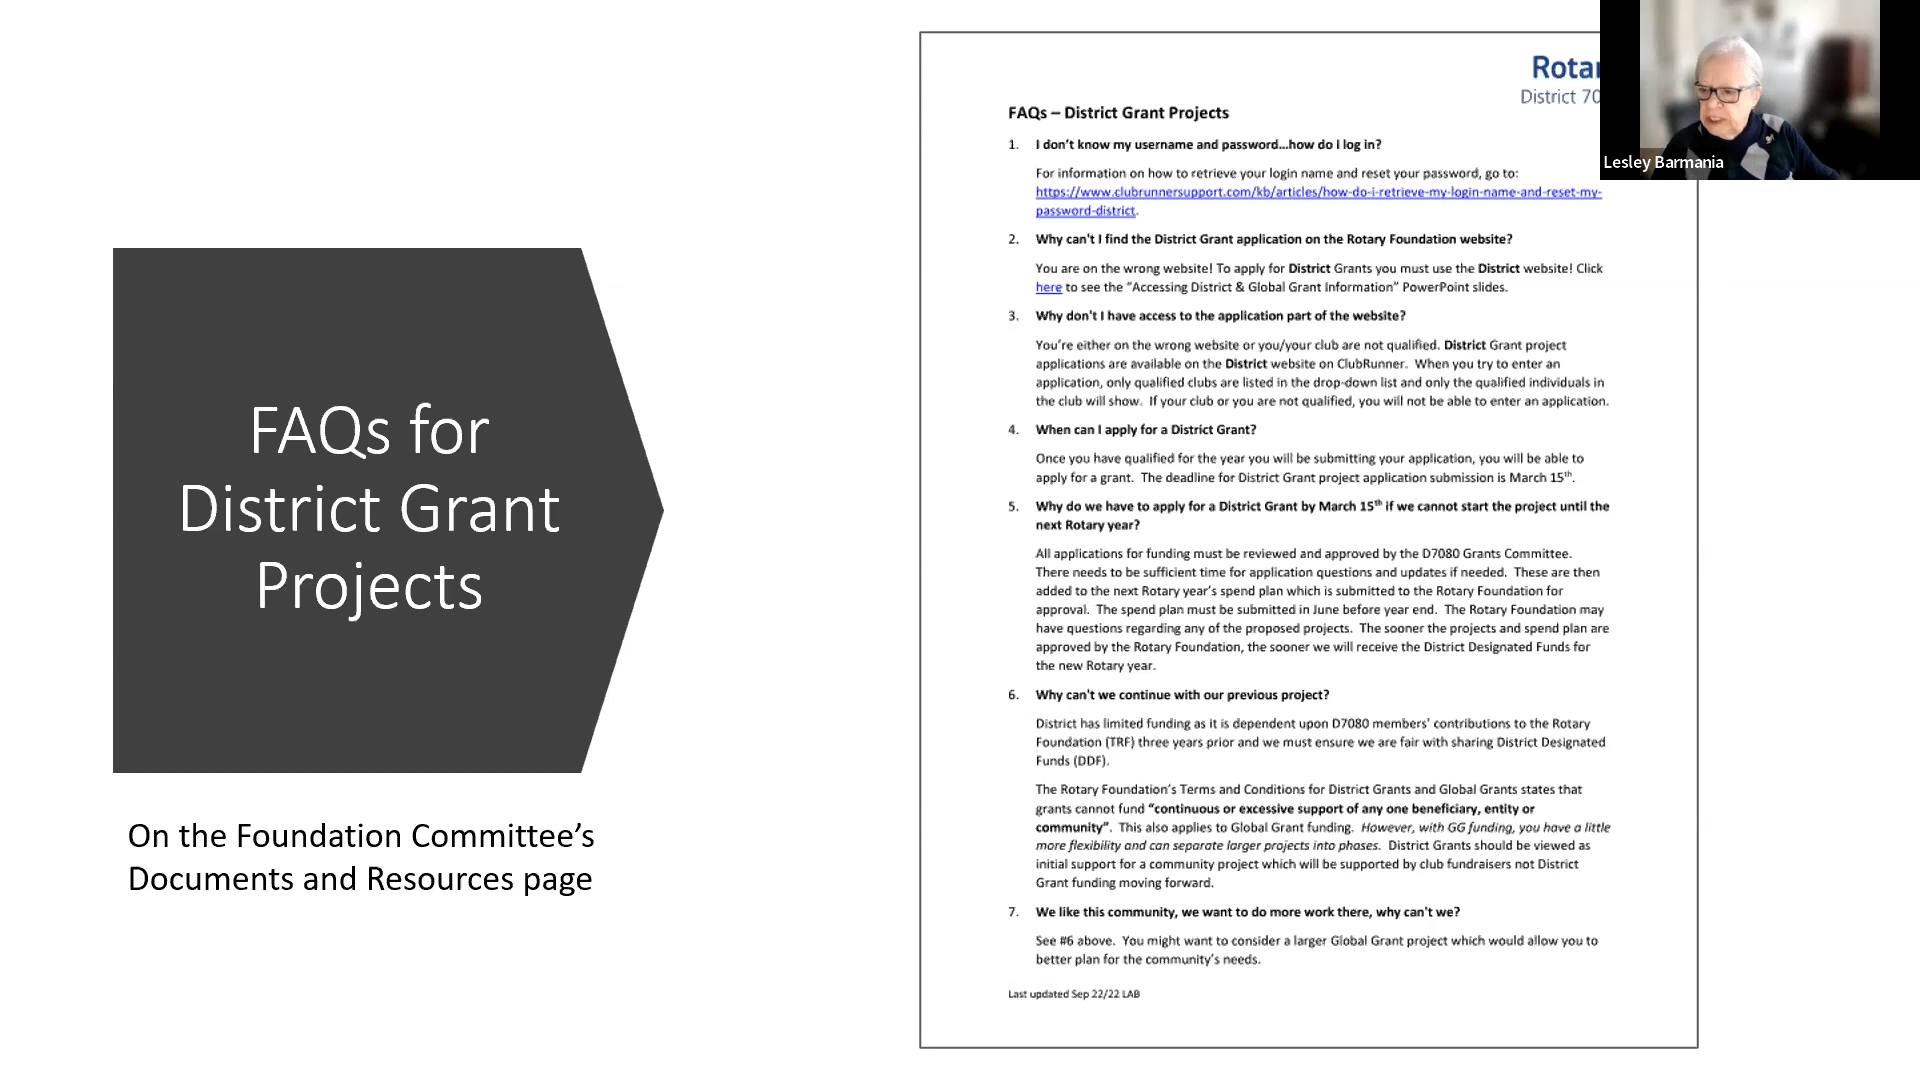 FAQs for
District Grant
Projects
On the Foundation Committee’s
Documents and Resources page
District 70
FAQs – District Grant Projects
1. I don’t know my username and password...how do I log in?
For information on how to retrieve your login name and reset your password, go to:
https://www.clubrunnersupport.com/kb/articles/how-do-i-retrieve-my-login-name-and-reset-my-
password-district.
2. Why can't I find the District Grant application on the Rotary Foundation website?
You are on the wrong website! To apply for District Grants you must use the District website! Click
here to see the “Accessing District & Global Grant Information” PowerPoint slides.
3. Why don't I have access to the application part of the website?
You’re either on the wrong website or you/your club are not qualified. District Grant project
applications are available on the District website on ClubRunner. When you try to enter an
application, only qualified clubs are listed in the drop-down list and only the qualified individuals in
the club will show. If your club or you are not qualified, you will not be able to enter an application.
4. When can I apply for a District Grant?
Once you have qualified for the year you will be submitting your application, you will be able to
apply for a grant. The deadline for District Grant project application submission is March 15th.
5. Why do we have to apply for a District Grant by March 15th if we cannot start the project until the
next Rotary year?
All applications for funding must be reviewed and approved by the D7080 Grants Committee.
There needs to be sufficient time for application questions and updates if needed. These are then
added to the next Rotary year’s spend plan which is submitted to the Rotary Foundation for
approval. The spend plan must be submitted in June before year end. The Rotary Foundation may
have questions regarding any of the proposed projects. The sooner the projects and spend plan are
approved by the Rotary Foundation, the sooner we will receive the District Designated Funds for
the new Rotary year.
6. Why can't we continue with our previous project?
District has limited funding as it is dependent upon D7080 members’ contributions to the Rotary
Foundation (TRF) three years prior and we must ensure we are fair with sharing District Designated
Funds (DDF).
The Rotary Foundation’s Terms and Conditions for District Grants and Global Grants states that
grants cannot fund “continuous or excessive support of any one beneficiary, entity or
community”. This also applies to Global Grant funding. However, with GG funding, you have a little
more flexibility and can separate larger projects into phases. District Grants should be viewed as
initial support for a community project which will be supported by club fundraisers not District
Grant funding moving forward.
7. We like this community, we want to do more work there, why can't we?
See #6 above. You might want to consider a larger Global Grant project which would allow you to
better plan for the community’s needs.
Last updated Sep 22/22 LAB
Lesley Barmania